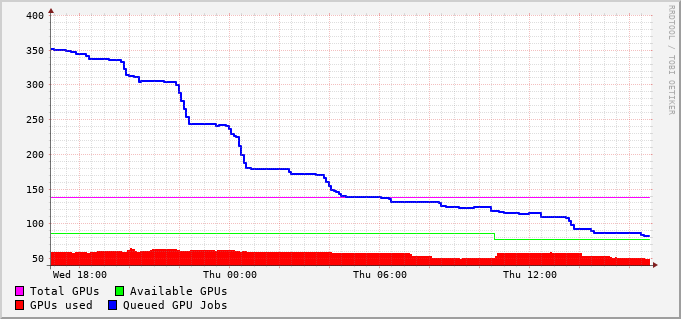 RRDTOOL / TOBI OETIKER
400
350
300
250
200
150
100
50
Wed 18:00 Thu 00:00 Thu 06:00 Thu 12:00
Total GPUs Available GPUs
GPUs used Queued GPU Jobs